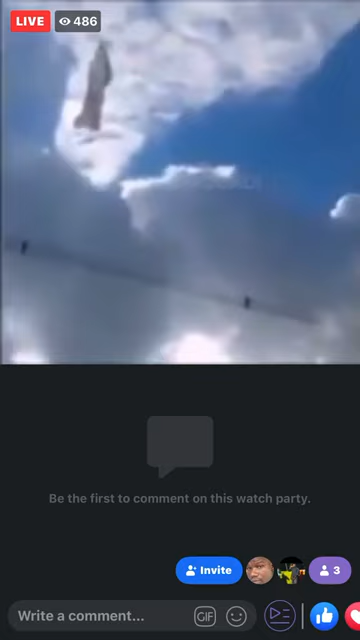 LIVE 486
Be the first to comment on this watch party.
Invite 3
Write a comment... GIF